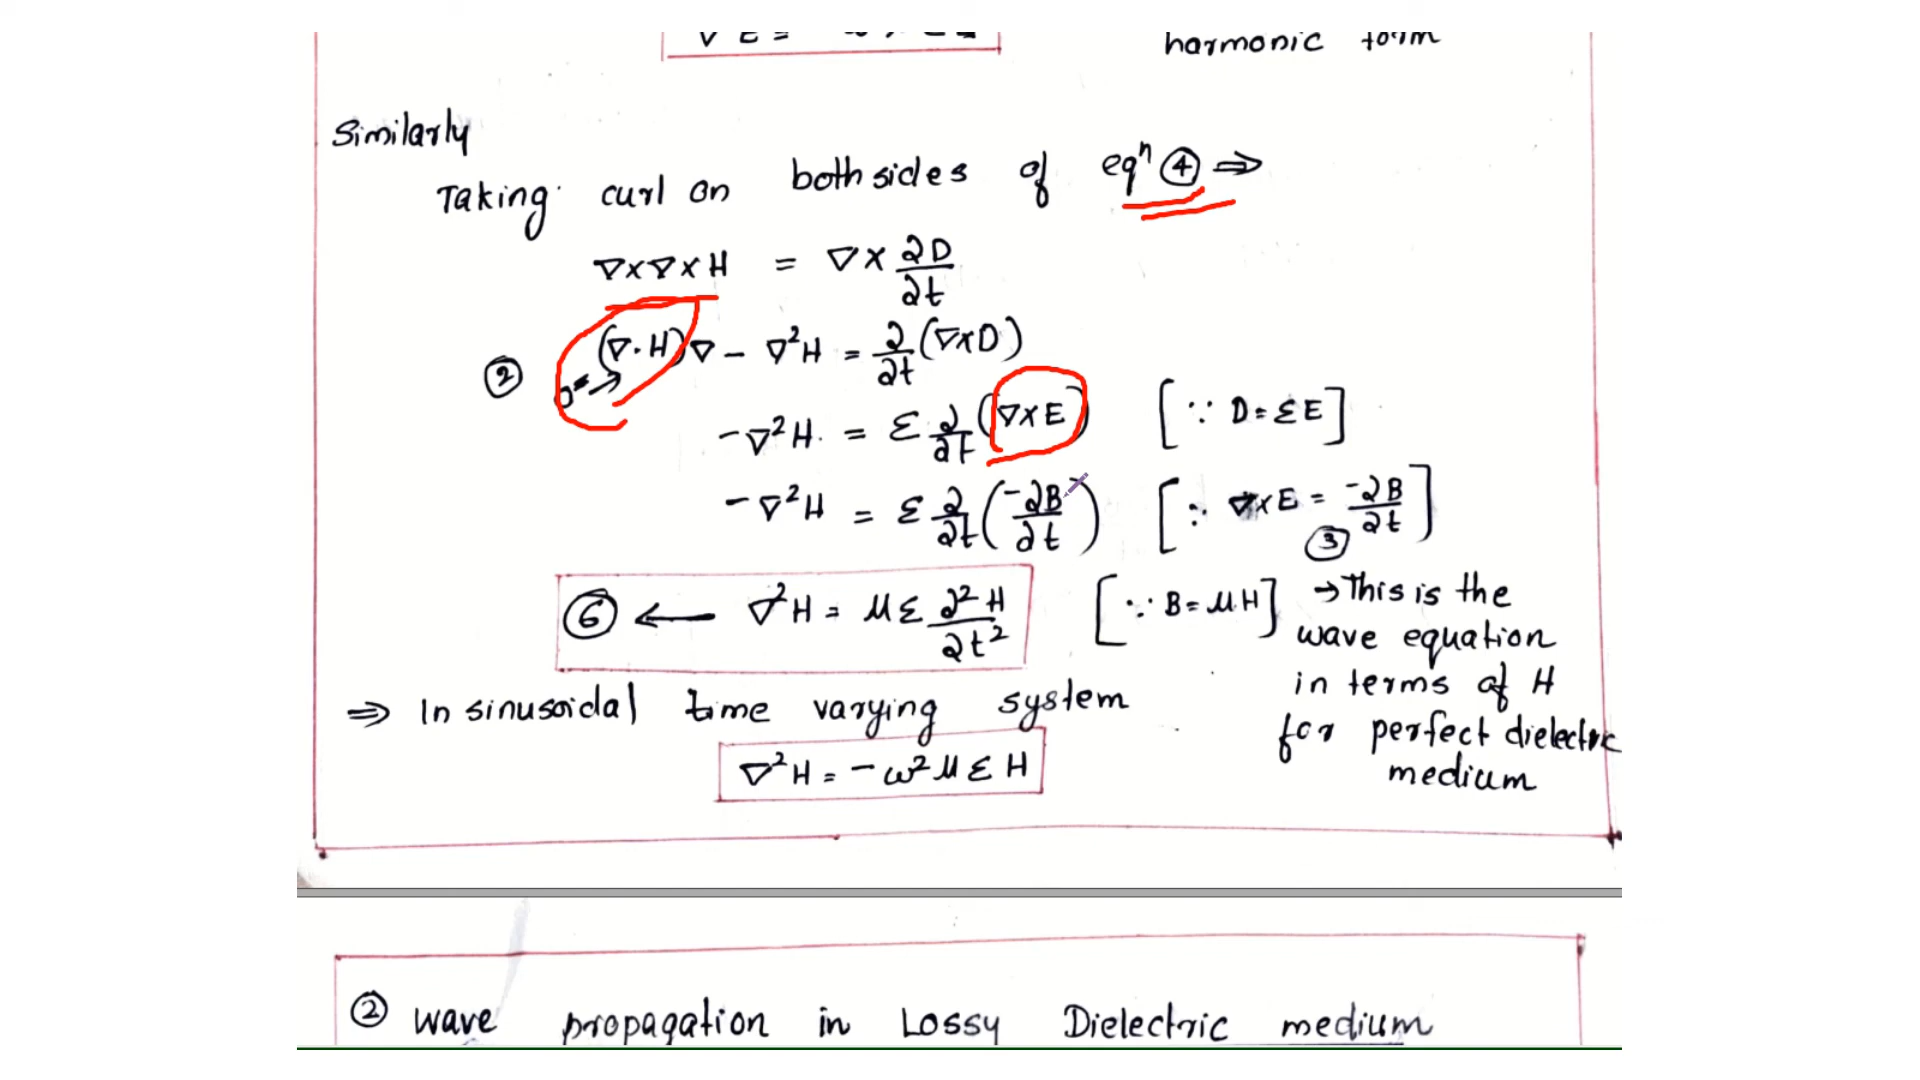 harmonic form
Similarly
Taking curl on both sides of eqⁿ ④ ⇒
∇×∇×H = ∇× ∂D/∂t
② (∇·H)∇ - ∇²H = ∂/∂t (∇×D)
0 →
-∇²H = ε ∂/∂t (∇×E) [∵ D = εE]
-∇²H = ε ∂/∂t (-∂B/∂t) [∵ ∇×E = -∂B/∂t]
③
⑥ ← ∇²H = με ∂²H/∂t² [∵ B = μH] → This is the
wave equation
in terms of H
for perfect dielectric
medium
⇒ In sinusoidal time varying system
∇²H = -ω²μεH
② wave propagation in Lossy Dielectric medium